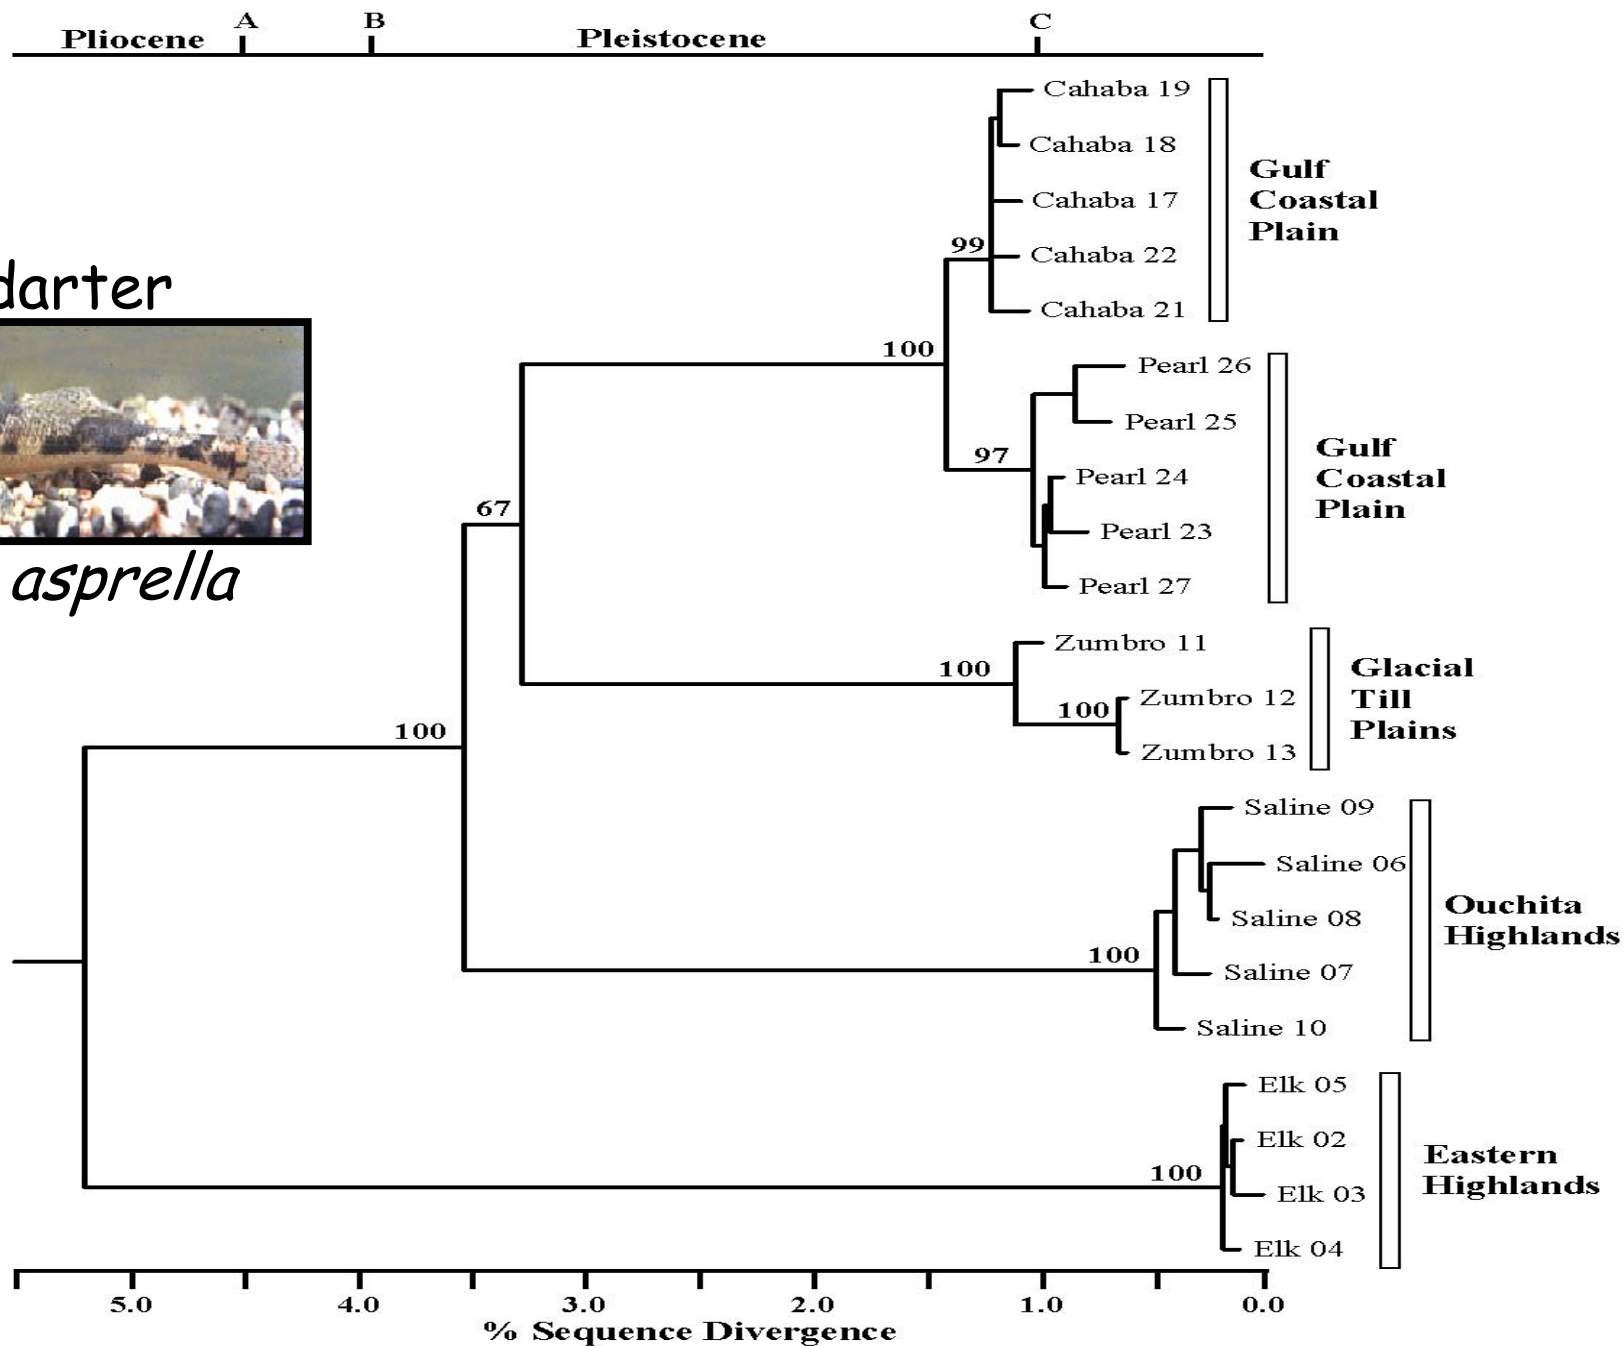 A B C
Pliocene Pleistocene
Cahaba 19
Cahaba 18
Gulf
Coastal
Plain
Cahaba 17
99
Cahaba 22
darter
Cahaba 21
100
Pearl 26
Pearl 25
Gulf
Coastal
Plain
97
Pearl 24
67
Pearl 23
asprella
Pearl 27
Zumbro 11
100
Glacial
Till
Plains
Zumbro 12
100
100
Zumbro 13
Saline 09
Saline 06
Ouchita
Highlands
Saline 08
100
Saline 07
Saline 10
Elk 05
Elk 02
Eastern
Highlands
100
Elk 03
Elk 04
5.0 4.0 3.0 2.0 1.0 0.0
% Sequence Divergence